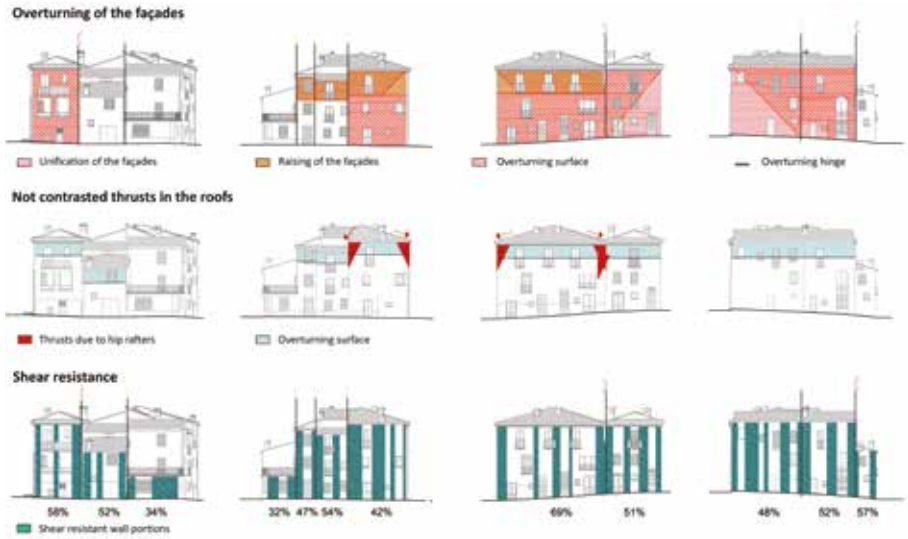 Overturning of the façades
Unification of the façades
Raising of the façades
Overturning surface
Overturning hinge
Not contrasted thrusts in the roofs
Thrusts due to hip rafters
Overturning surface
Shear resistance
58% 52% 34% 32% 47% 54% 42% 69% 51% 48% 52% 57%
Shear resistant wall portions